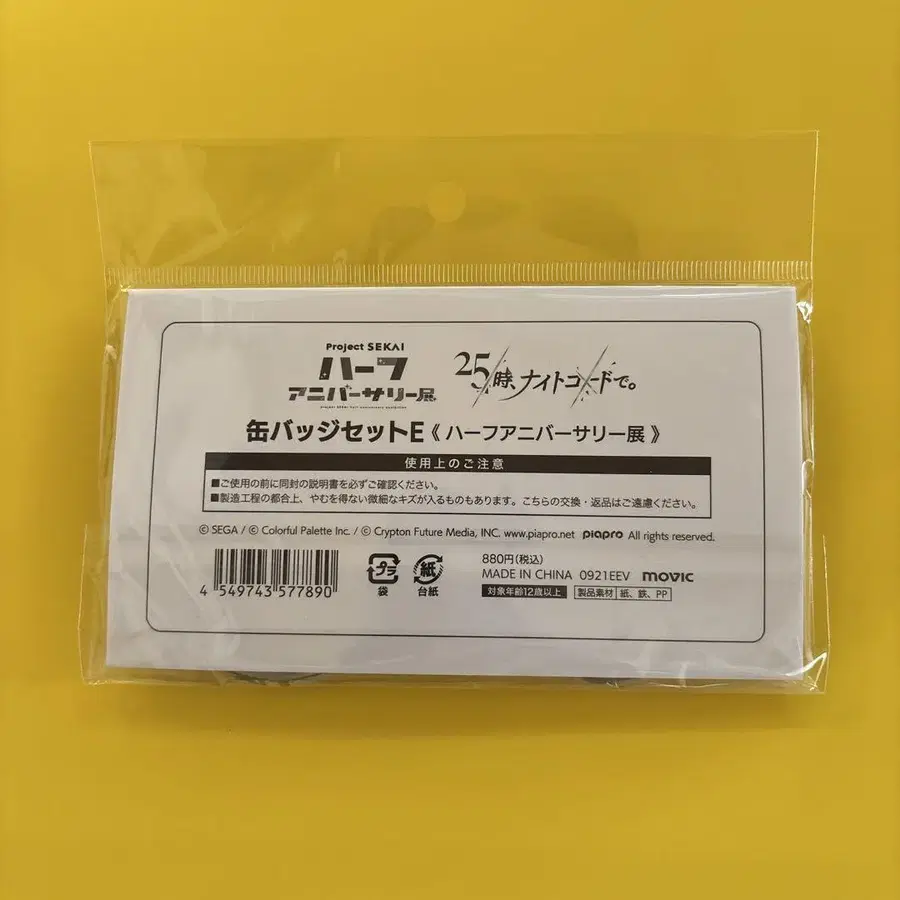 Project SEKAI
ハーフ
アニバーサリー展
project sekai half anniversary exhibition
25時、ナイトコードで。
缶バッジセットE《ハーフアニバーサリー展》
使用上のご注意
■ご使用の前に同封の説明書を必ずご確認ください。
■製造工程の都合上、やむを得ない微細なキズが入るものもあります。こちらの交換・返品はご遠慮ください。
© SEGA / © Colorful Palette Inc. / © Crypton Future Media, INC. www.piapro.net piapro All rights reserved.
4 549743 577890
プラ
袋
紙
台紙
880円(税込)
MADE IN CHINA 0921EEV movic
対象年齢12歳以上 製品素材 紙、鉄、PP